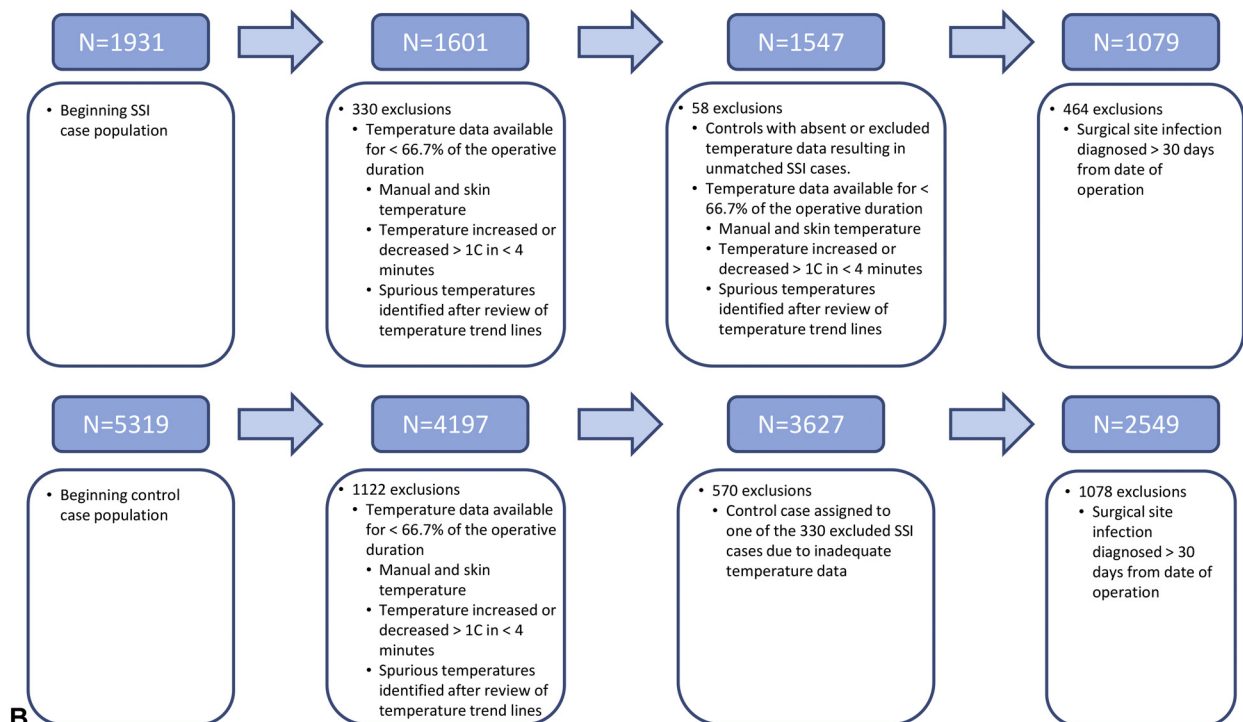 N=1931
N=1601
N=1547
N=1079
• Beginning SSI
case population
• 330 exclusions
• Temperature data available
for < 66.7% of the operative
duration
• Manual and skin
temperature
• Temperature increased or
decreased > 1C in < 4
minutes
• Spurious temperatures
identified after review of
temperature trend lines
• 58 exclusions
• Controls with absent or excluded
temperature data resulting in
unmatched SSI cases.
• Temperature data available for <
66.7% of the operative duration
• Manual and skin temperature
• Temperature increased or
decreased > 1C in < 4 minutes
• Spurious temperatures
identified after review of
temperature trend lines
• 464 exclusions
• Surgical site infection
diagnosed > 30 days
from date of
operation
N=5319
N=4197
N=3627
N=2549
• Beginning control
case population
• 1122 exclusions
• Temperature data available
for < 66.7% of the operative
duration
• Manual and skin
temperature
• Temperature increased or
decreased > 1C in < 4
minutes
• Spurious temperatures
identified after review of
temperature trend lines
• 570 exclusions
• Control case assigned to
one of the 330 excluded SSI
cases due to inadequate
temperature data
• 1078 exclusions
• Surgical site
infection
diagnosed > 30
days from date of
operation
B